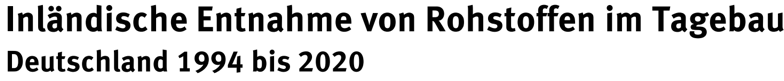 Inländische Entnahme von Rohstoffen im Tagebau
Deutschland 1994 bis 2020